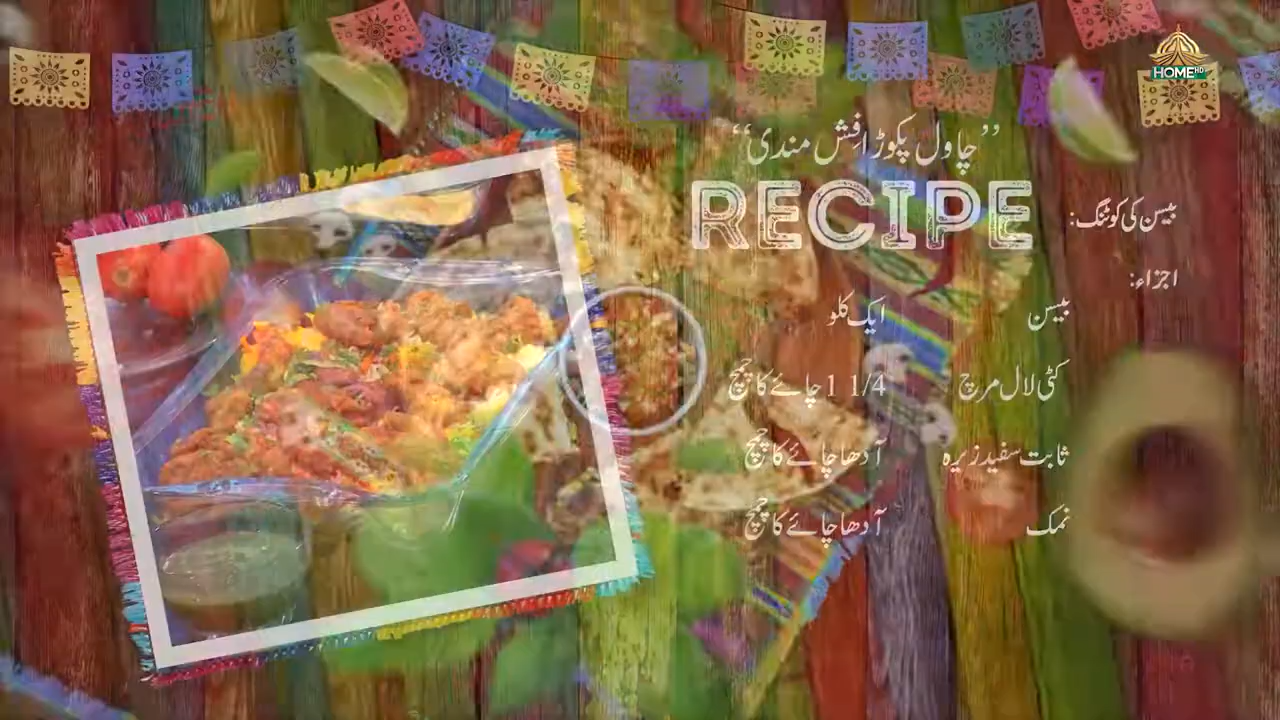 HOME HD
”چاول پکوڑا فِش مندی“
RECIPE
بیسن کی کوٹنگ:
اجزاء:
بیسن ایک کلو
کٹی لال مرچ 1 1/4 چائے کا چمچ
ثابت سفید زیرہ آدھا چائے کا چمچ
نمک آدھا چائے کا چمچ